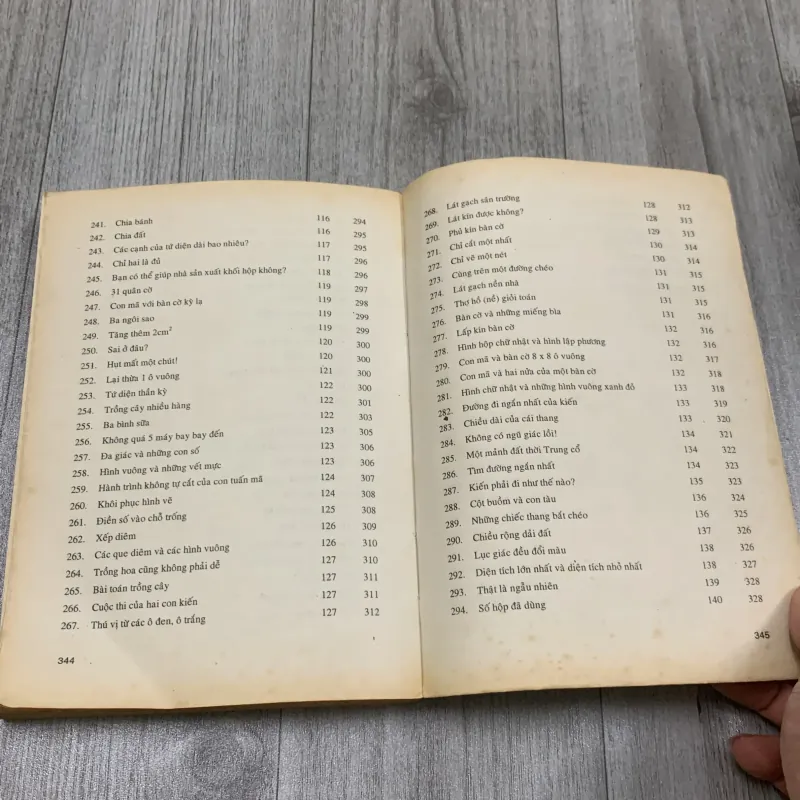 241. Chia bánh 116 294
242. Chia đất 116 295
243. Các cạnh của tứ diện dài bao nhiêu? 117 295
244. Chỉ hai là đủ 117 296
245. Bạn có thể giúp nhà sản xuất khối hộp không? 118 296
246. 31 quân cờ 119 297
247. Con mã với bàn cờ kỳ lạ 119 298
248. Ba ngôi sao 119 299
249. Tăng thêm 2cm² 119 299
250. Sai ở đâu? 120 300
251. Hụt mất một chút! 120 300
252. Lại thừa 1 ô vuông 121 300
253. Tứ diện thần kỳ 122 300
254. Trồng cây nhiều hàng 122 301
255. Ba bình sữa 122 303
256. Không quá 5 máy bay bay đến 123 305
257. Đa giác và những con số 123 306
258. Hình vuông và những vết mực 123 306
259. Hành trình không tự cắt của con tuấn mã 124 307
260. Khôi phục hình vẽ 124 308
261. Điền số vào chỗ trống 125 308
262. Xếp diêm 126 309
263. Các que diêm và các hình vuông 126 310
264. Trồng hoa cũng không phải dễ 127 310
265. Bài toán trồng cây 127 311
266. Cuộc thi của hai con kiến 127 311
267. Thú vị từ các ô đen, ô trắng 127 312
344
268. Lát gạch sân trường 128 312
269. Lát kín được không? 128 313
270. Phủ kín bàn cờ 129 313
271. Chỉ cắt một nhất 130 314
272. Chỉ vẽ một nét 130 314
273. Cùng trên một đường chéo 131 315
274. Lát gạch nền nhà 131 315
275. Thợ hồ (nề) giỏi toán 131 316
276. Bàn cờ và những miếng bìa 131 316
277. Lấp kín bàn cờ 132 316
278. Hình hộp chữ nhật và hình lập phương 132 317
279. Con mã và bàn cờ 8 x 8 ô vuông 132 318
280. Con mã và hai nửa của một bàn cờ 133 318
281. Hình chữ nhật và những hình vuông xanh đỏ 133 319
282. Đường đi ngắn nhất của kiến 133 320
283. Chiều dài của cái thang 134 321
284. Không có ngũ giác lồi! 134 322
285. Một mảnh đất thời Trung cổ 134 323
286. Tìm đường ngắn nhất 135 323
287. Kiến phải đi như thế nào? 136 324
288. Cột buồm và con tàu 136 325
289. Những chiếc thang bắt chéo 137 326
290. Chiều rộng dải đất 138 326
291. Lục giác đều đổi màu 138 327
292. Diện tích lớn nhất và diện tích nhỏ nhất 139 328
293. Thật là ngẫu nhiên 140 328
294. Số hộp đã dùng
345